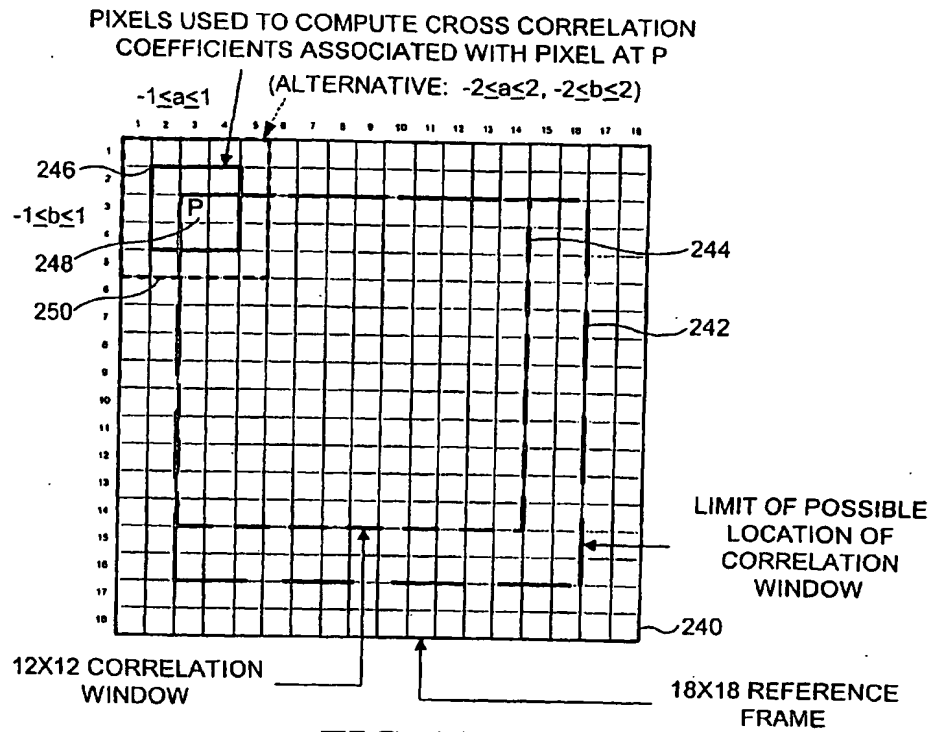 PIXELS USED TO COMPUTE CROSS CORRELATION
COEFFICIENTS ASSOCIATED WITH PIXEL AT P
(ALTERNATIVE: -2≤a≤2, -2≤b≤2)
-1≤a≤1
1 2 3 4 5 6 7 8 9 10 11 12 13 14 15 16 17 18
1
246
2
-1≤b≤1
3
P
4
248
244
5
250
6
7
242
8
9
10
11
12
13
14
LIMIT OF POSSIBLE
LOCATION OF
CORRELATION
WINDOW
15
16
17
18
240
12X12 CORRELATION
WINDOW
18X18 REFERENCE
FRAME